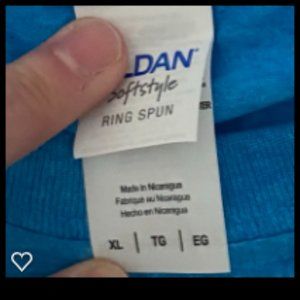 LDAN
Softstyle
RING SPUN
Made in Nicaragua
Fabriqué au Nicaragua
Hecho en Nicaragua
XL | TG | EG